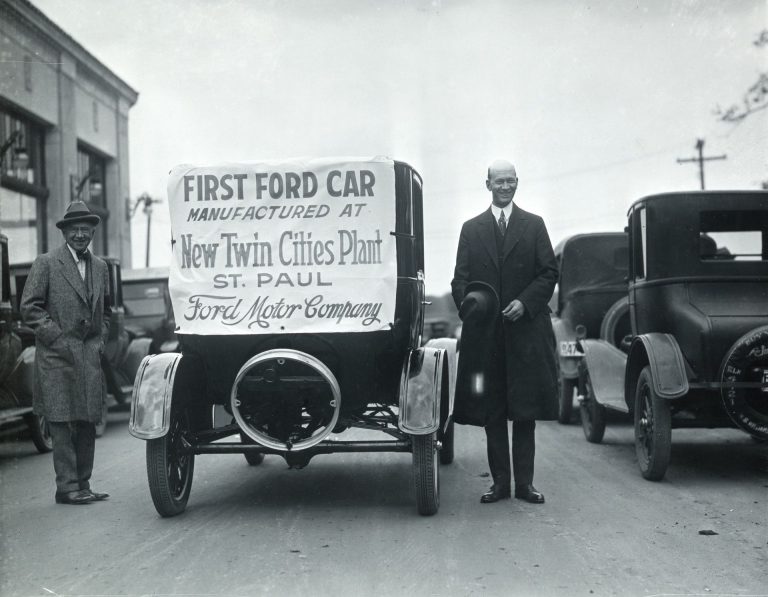 FIRST FORD CAR
MANUFACTURED AT
New Twin Cities Plant
ST. PAUL
Ford Motor Company